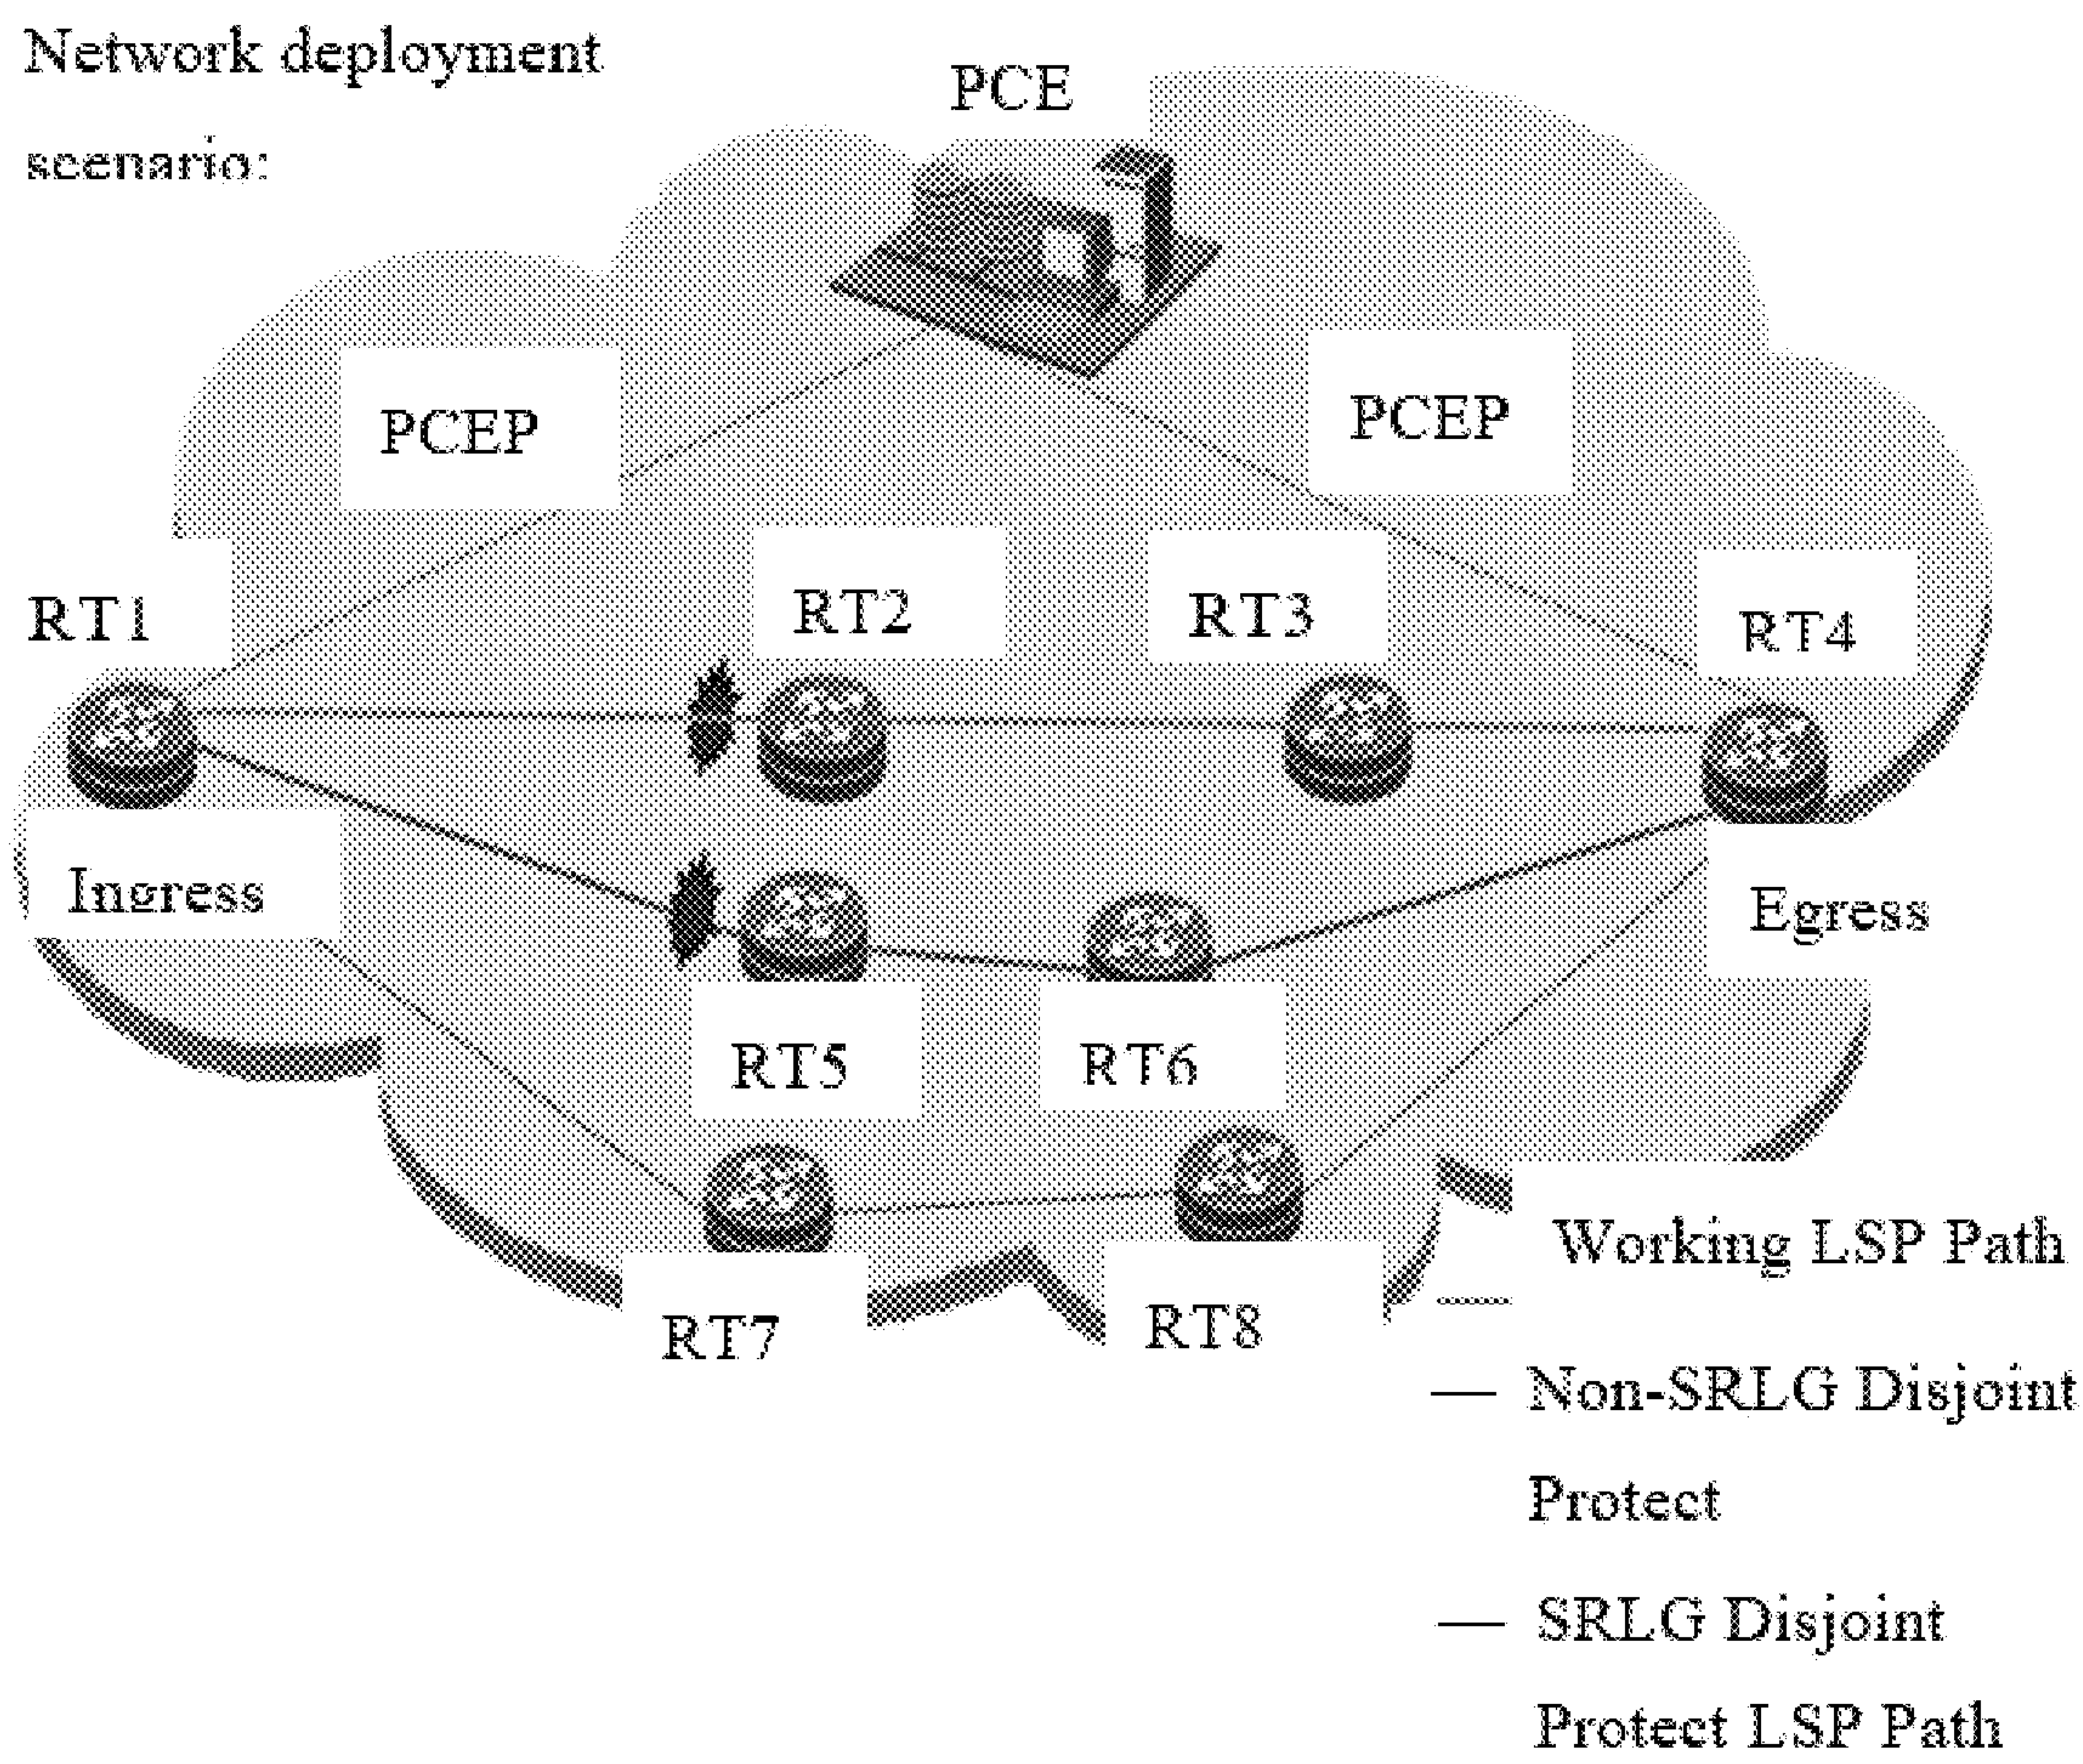 Network deployment
scenario:
PCE
PCEP
PCEP
RT1
RT2
RT3
RT4
Ingress
Egress
RT5
RT6
RT7
RT8
Working LSP Path
Non-SRLG Disjoint
Protect
SRLG Disjoint
Protect LSP Path